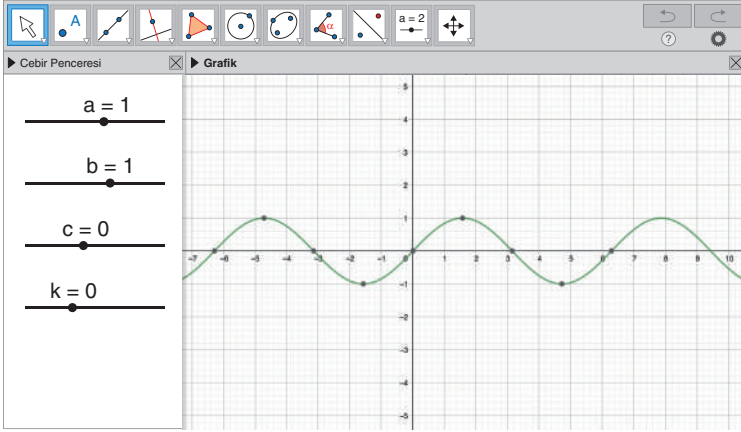 A
α
a = 2
?
Cebir Penceresi
Grafik
a = 1
b = 1
c = 0
k = 0
5
4
3
2
1
-7 -6 -5 -4 -3 -2 -1 0 1 2 3 4 5 6 7 8 9 10
-1
-2
-3
-4
-5